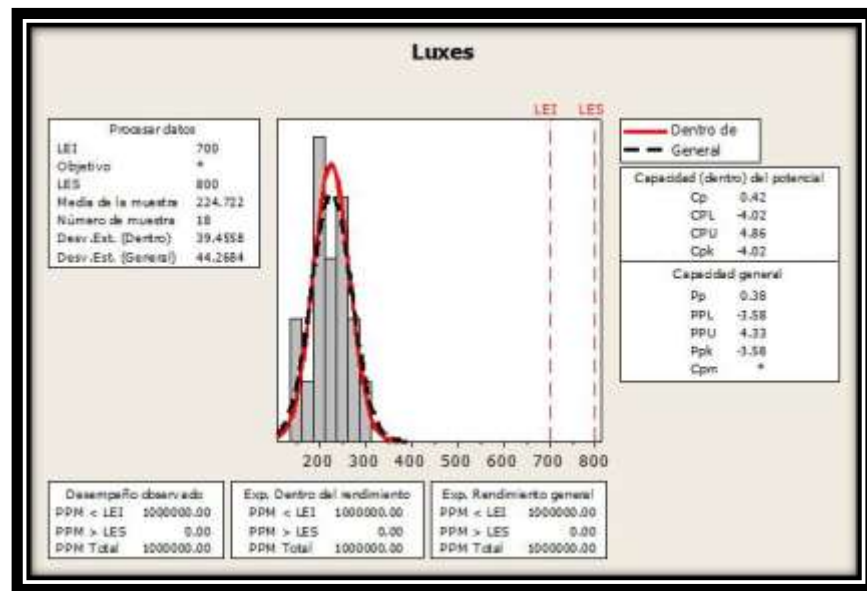 Luxes
Procesar datos
LEI 700
Objetivo *
LES 800
Media de la muestra 224.722
Número de muestra 18
Desv.Est. (Dentro) 39.4558
Desv.Est. (General) 44.2684
LEI LES
Dentro de
General
Capacidad (dentro) del potencial
Cp 0.42
CPL -4.02
CPU 4.86
Cpk -4.02
Capacidad general
Pp 0.38
PPL -3.58
PPU 4.33
Ppk -3.58
Cpm *
200 300 400 500 600 700 800
Desempeño observado
PPM < LEI 1000000.00
PPM > LES 0.00
PPM Total 1000000.00
Exp. Dentro del rendimiento
PPM < LEI 1000000.00
PPM > LES 0.00
PPM Total 1000000.00
Exp. Rendimiento general
PPM < LEI 1000000.00
PPM > LES 0.00
PPM Total 1000000.00